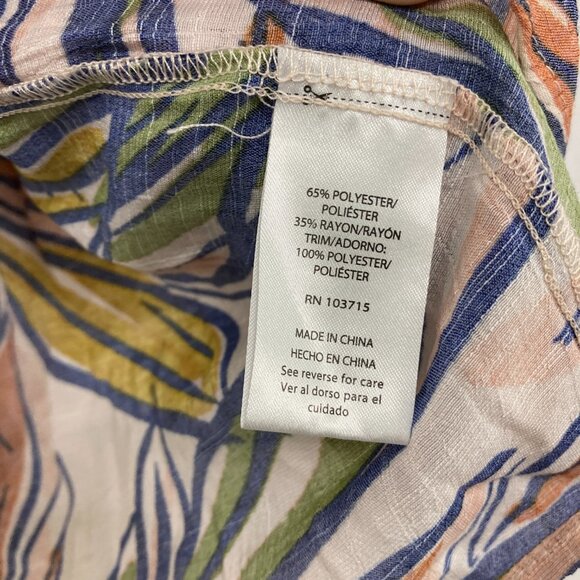 65% POLYESTER/
POLIÉSTER
35% RAYON/RAYÓN
TRIM/ADORNO:
100% POLYESTER/
POLIÉSTER
RN 103715
MADE IN CHINA
HECHO EN CHINA
See reverse for care
Ver al dorso para el
cuidado